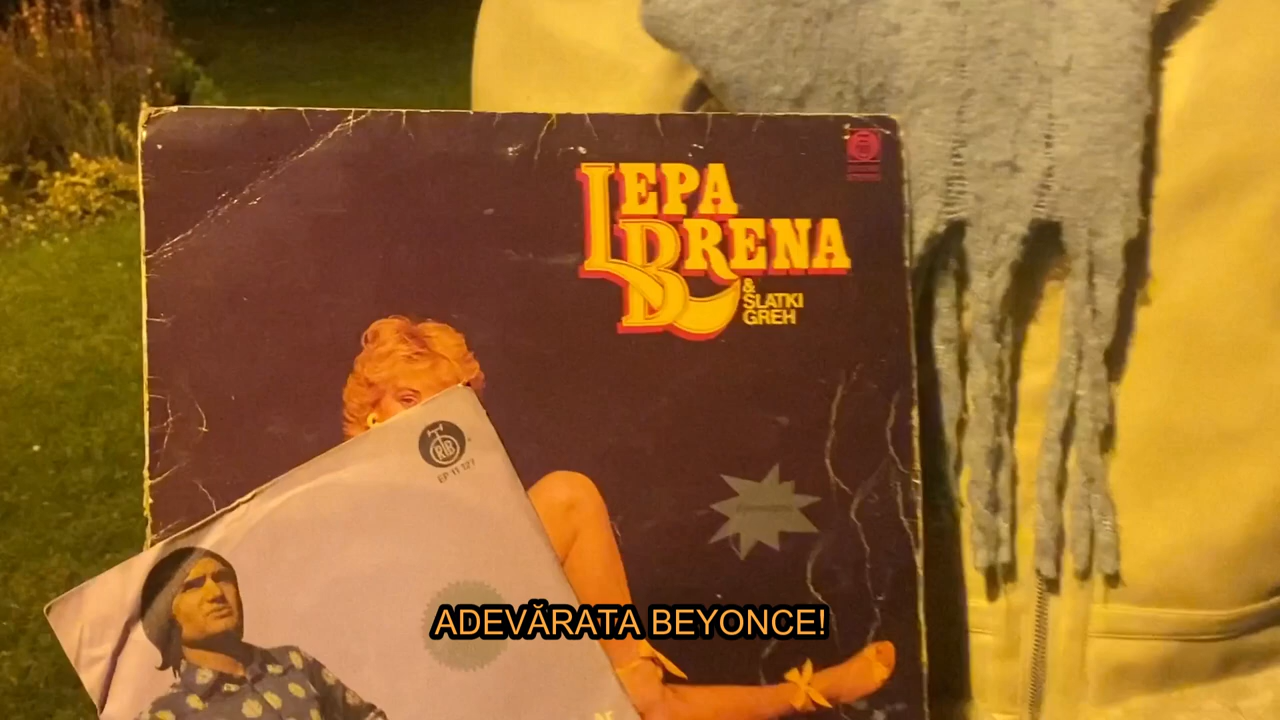 LEPA
BRENA
& SLATKI
GREH
RTB
EP 11 127
ADEVĂRATA BEYONCE!